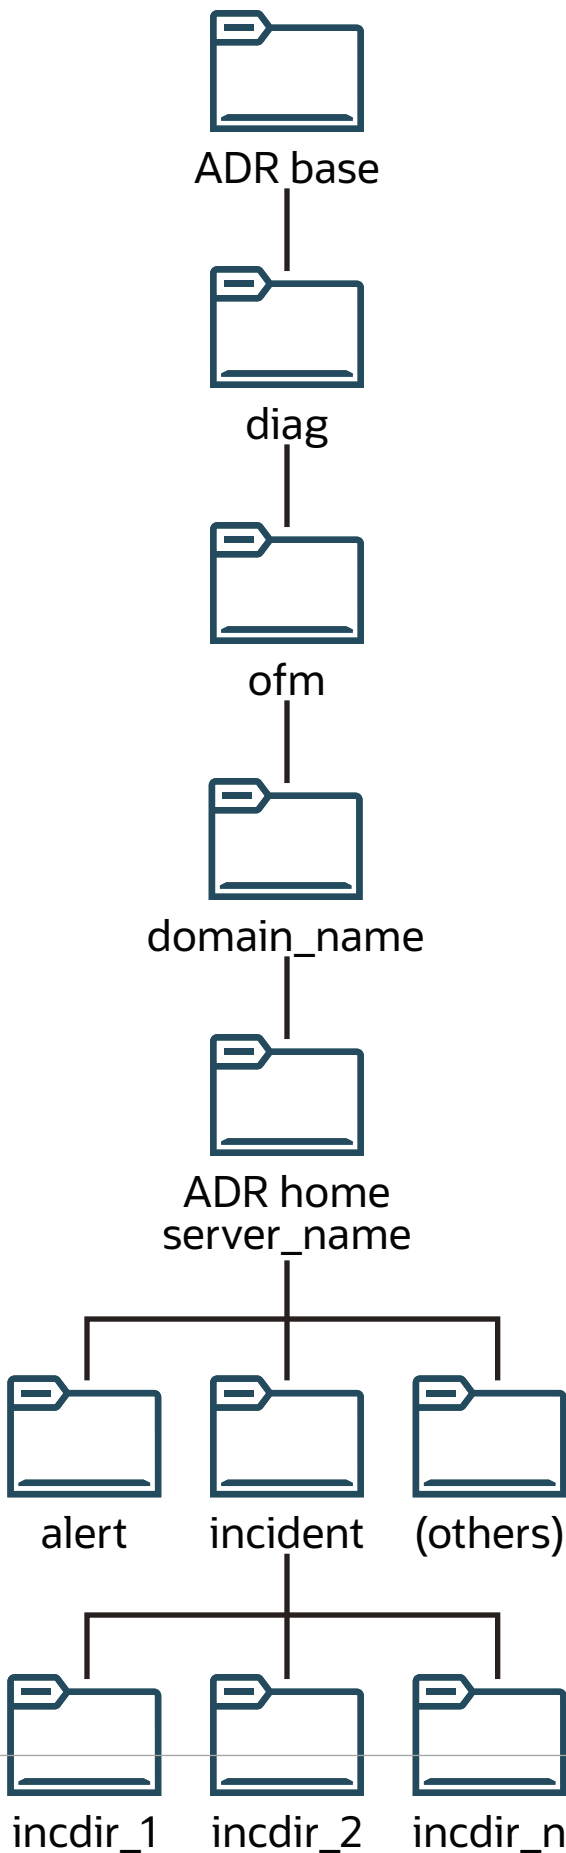 ADR base
diag
ofm
domain_name
ADR home
server_name
alert
incident
(others)
incdir_1
incdir_2
incdir_n